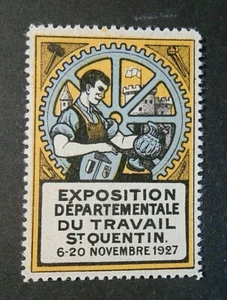 EXPOSITION
DÉPARTEMENTALE
DU TRAVAIL
ST QUENTIN.
6-20 NOVEMBRE 1927